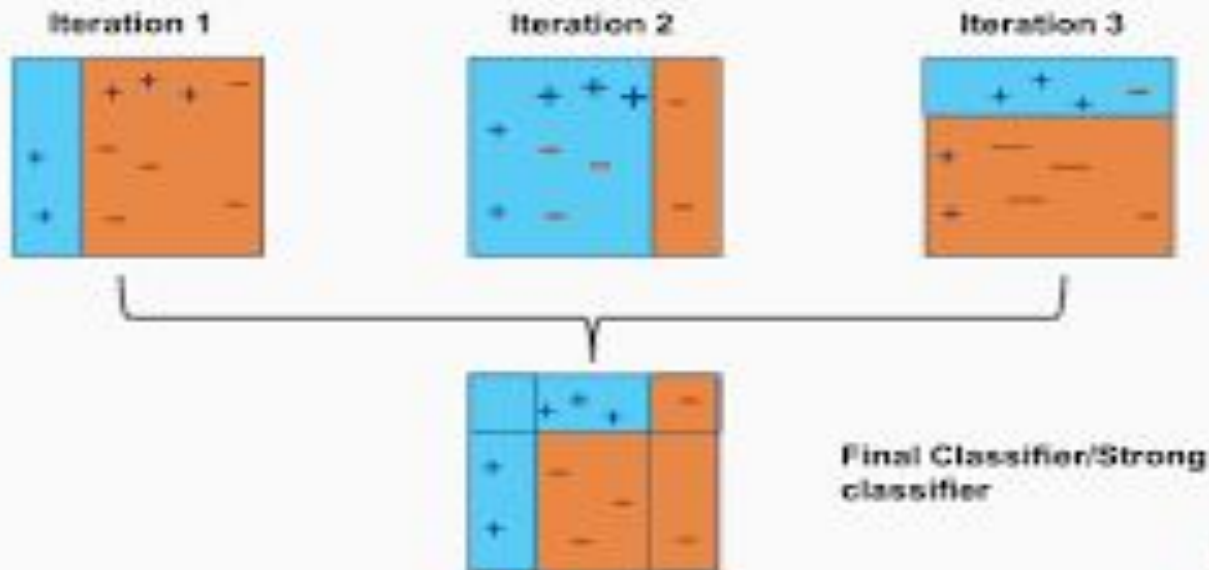 Iteration 1
Iteration 2
Iteration 3
Final Classifier/Strong
classifier